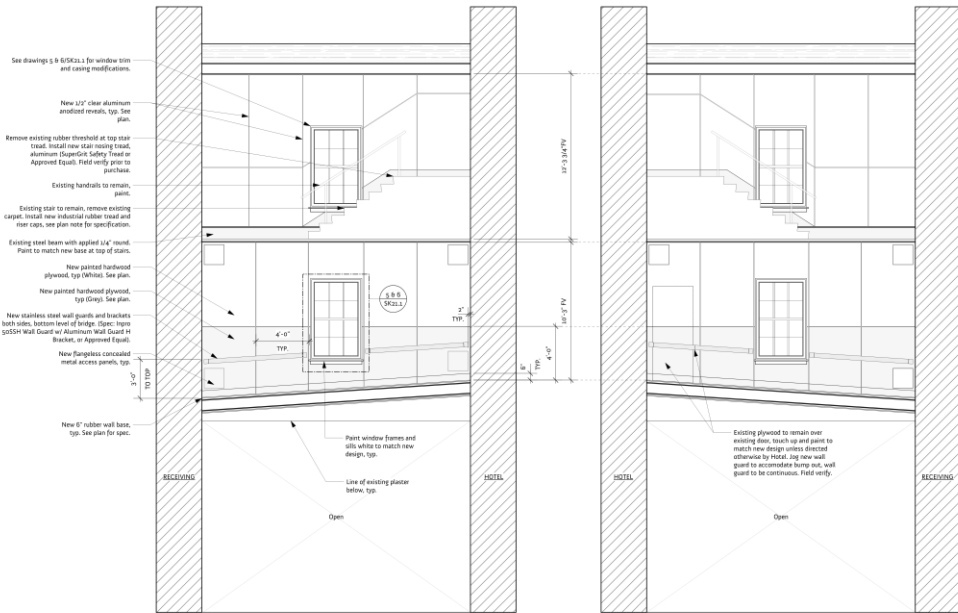 See drawings 5 & 6/SK21.1 for window trim
and casing modifications.
New 1/2" clear aluminum
anodized reveals, typ. See
plan.
Remove existing rubber threshold at top stair
tread. Install new stair nosing tread,
aluminum (SuperGrit Safety Tread or
Approved Equal). Field verify prior to
purchase.
Existing handrails to remain,
paint.
Existing stair to remain, remove existing
carpet. Install new industrial rubber tread and
riser caps, see plan note for specification.
Existing steel beam with applied 1/4" round.
Paint to match new base at top of stairs.
New painted hardwood
plywood, typ (White). See plan.
New painted hardwood plywood,
typ (Grey). See plan.
New stainless steel wall guards and brackets
both sides, bottom level of bridge. (Spec: Inpro
50SSH Wall Guard w/ Aluminum Wall Guard H
Bracket, or Approved Equal).
New flangeless concealed
metal access panels, typ.
3'-0"
TO TOP
New 6" rubber wall base,
typ. See plan for spec.
4'-0"
TYP.
5 & 6
SK21.1
2"
TYP.
6"
TYP.
4'-0"
12'-3 3/4"FV
10'-3" FV
Paint window frames and
sills white to match new
design, typ.
Line of existing plaster
below, typ.
RECEIVING
HOTEL
Open
Existing plywood to remain over
existing door, touch up and paint to
match new design unless directed
otherwise by Hotel. Jog new wall
guard to accomodate bump out, wall
guard to be continuous. Field verify.
HOTEL
RECEIVING
Open